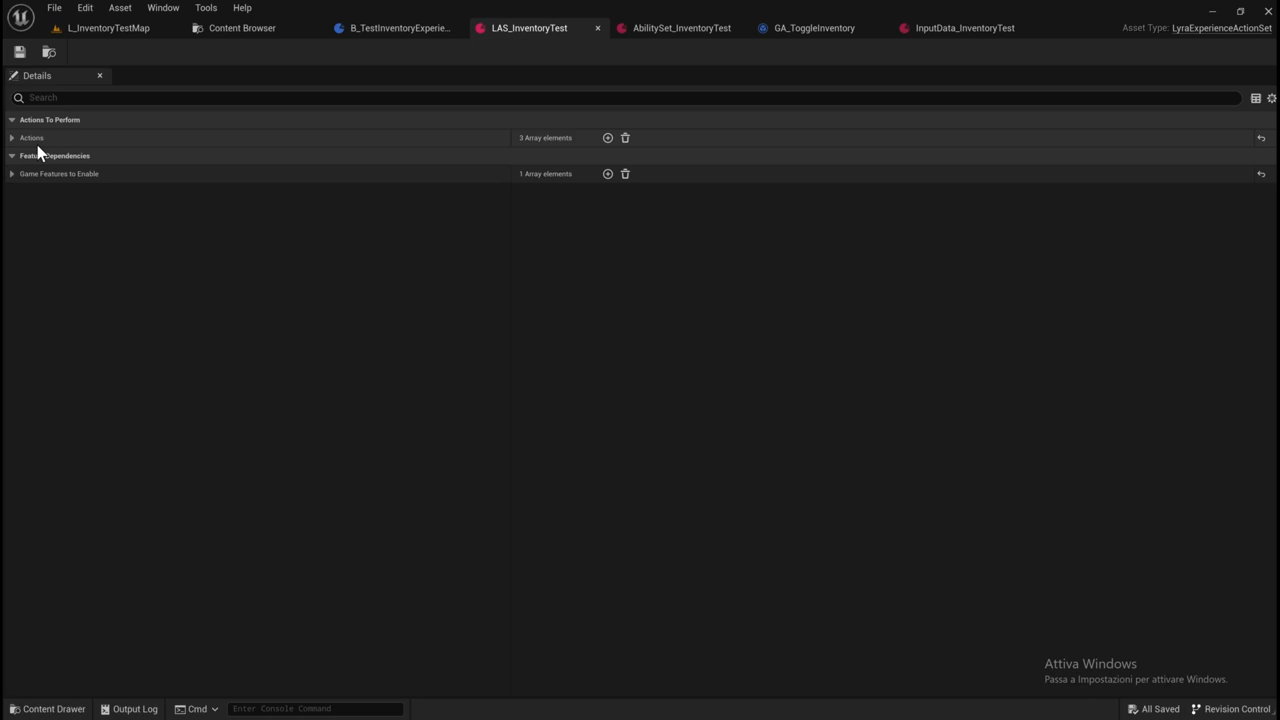 File Edit Asset Window Tools Help
L_InventoryTestMap Content Browser B_TestInventoryExperie... LAS_InventoryTest AbilitySet_InventoryTest GA_ToggleInventory InputData_InventoryTest Asset Type: LyraExperienceActionSet
Details
Search
Actions To Perform
Actions 3 Array elements
Feature Dependencies
Game Features to Enable 1 Array elements
Attiva Windows
Passa a Impostazioni per attivare Windows.
Content Drawer Output Log Cmd Enter Console Command All Saved Revision Control